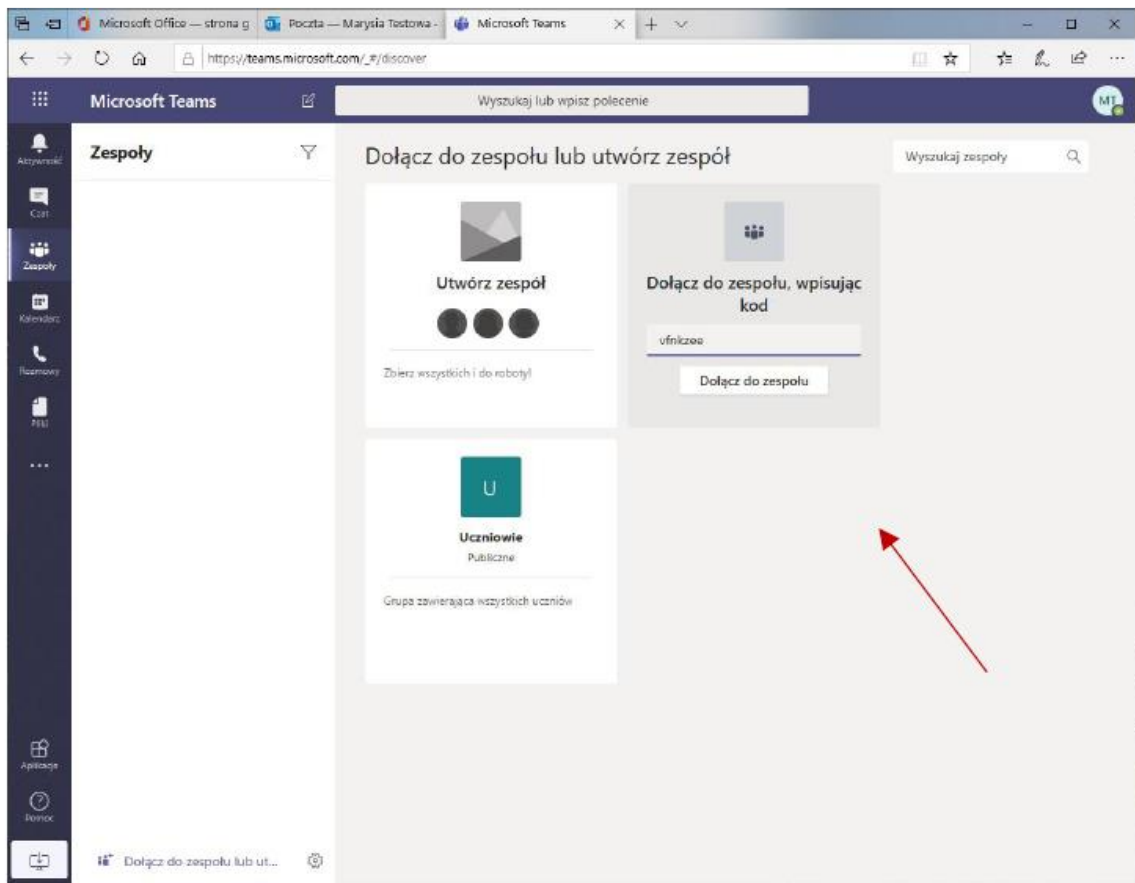 Microsoft Office — strona g
Poczta — Marysia Testowa -
Microsoft Teams
https://teams.microsoft.com/_#/discover
Microsoft Teams
Wyszukaj lub wpisz polecenie
MT
Aktywność
Czat
Zespoły
Kalendarz
Rozmowy
Pliki
Aplikacje
Pomoc
Zespoły
Dołącz do zespołu lub ut...
Dołącz do zespołu lub utwórz zespół
Wyszukaj zespoły
Utwórz zespół
Zbierz wszystkich i do roboty!
Dołącz do zespołu, wpisując
kod
vfnkzee
Dołącz do zespołu
U
Uczniowie
Publiczne
Grupa zawierająca wszystkich uczniów